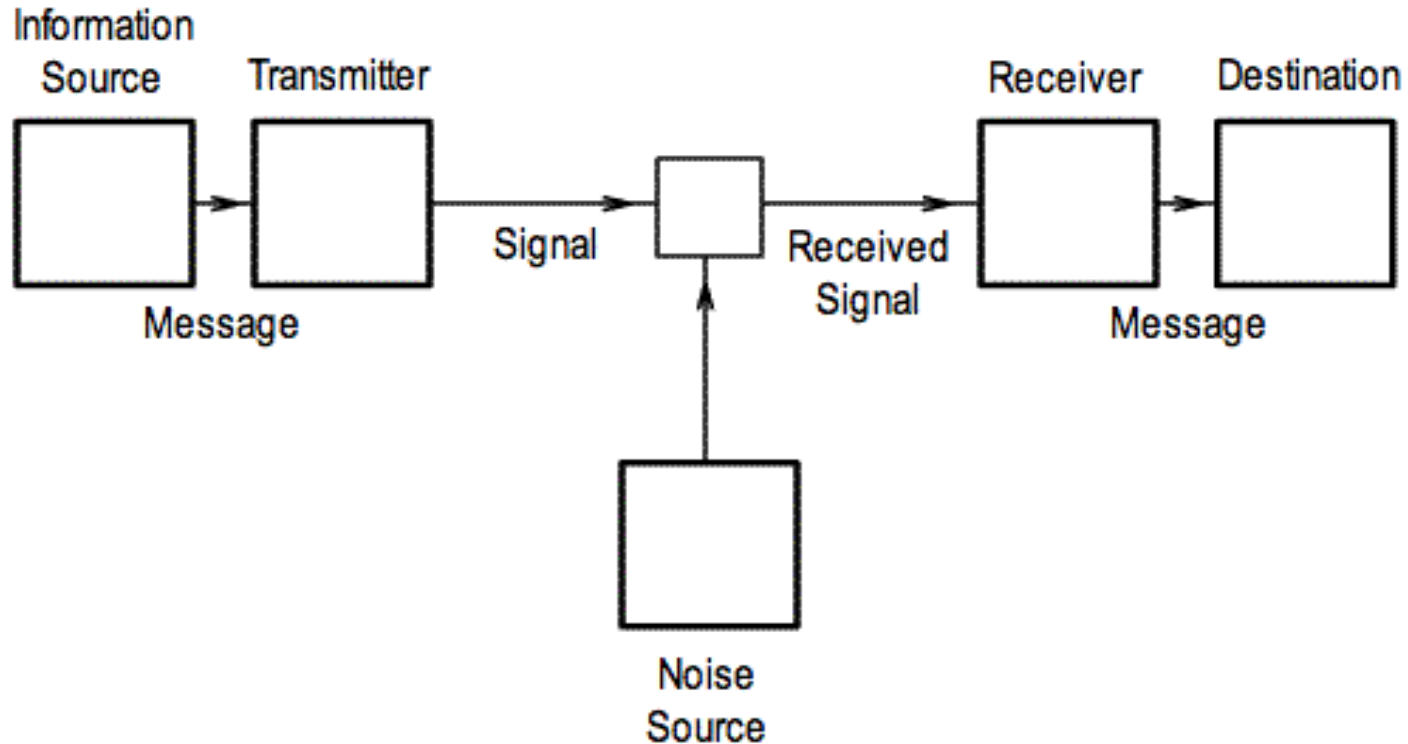 Information
Source
Transmitter
Receiver
Destination
Signal
Received
Signal
Message
Message
Noise
Source